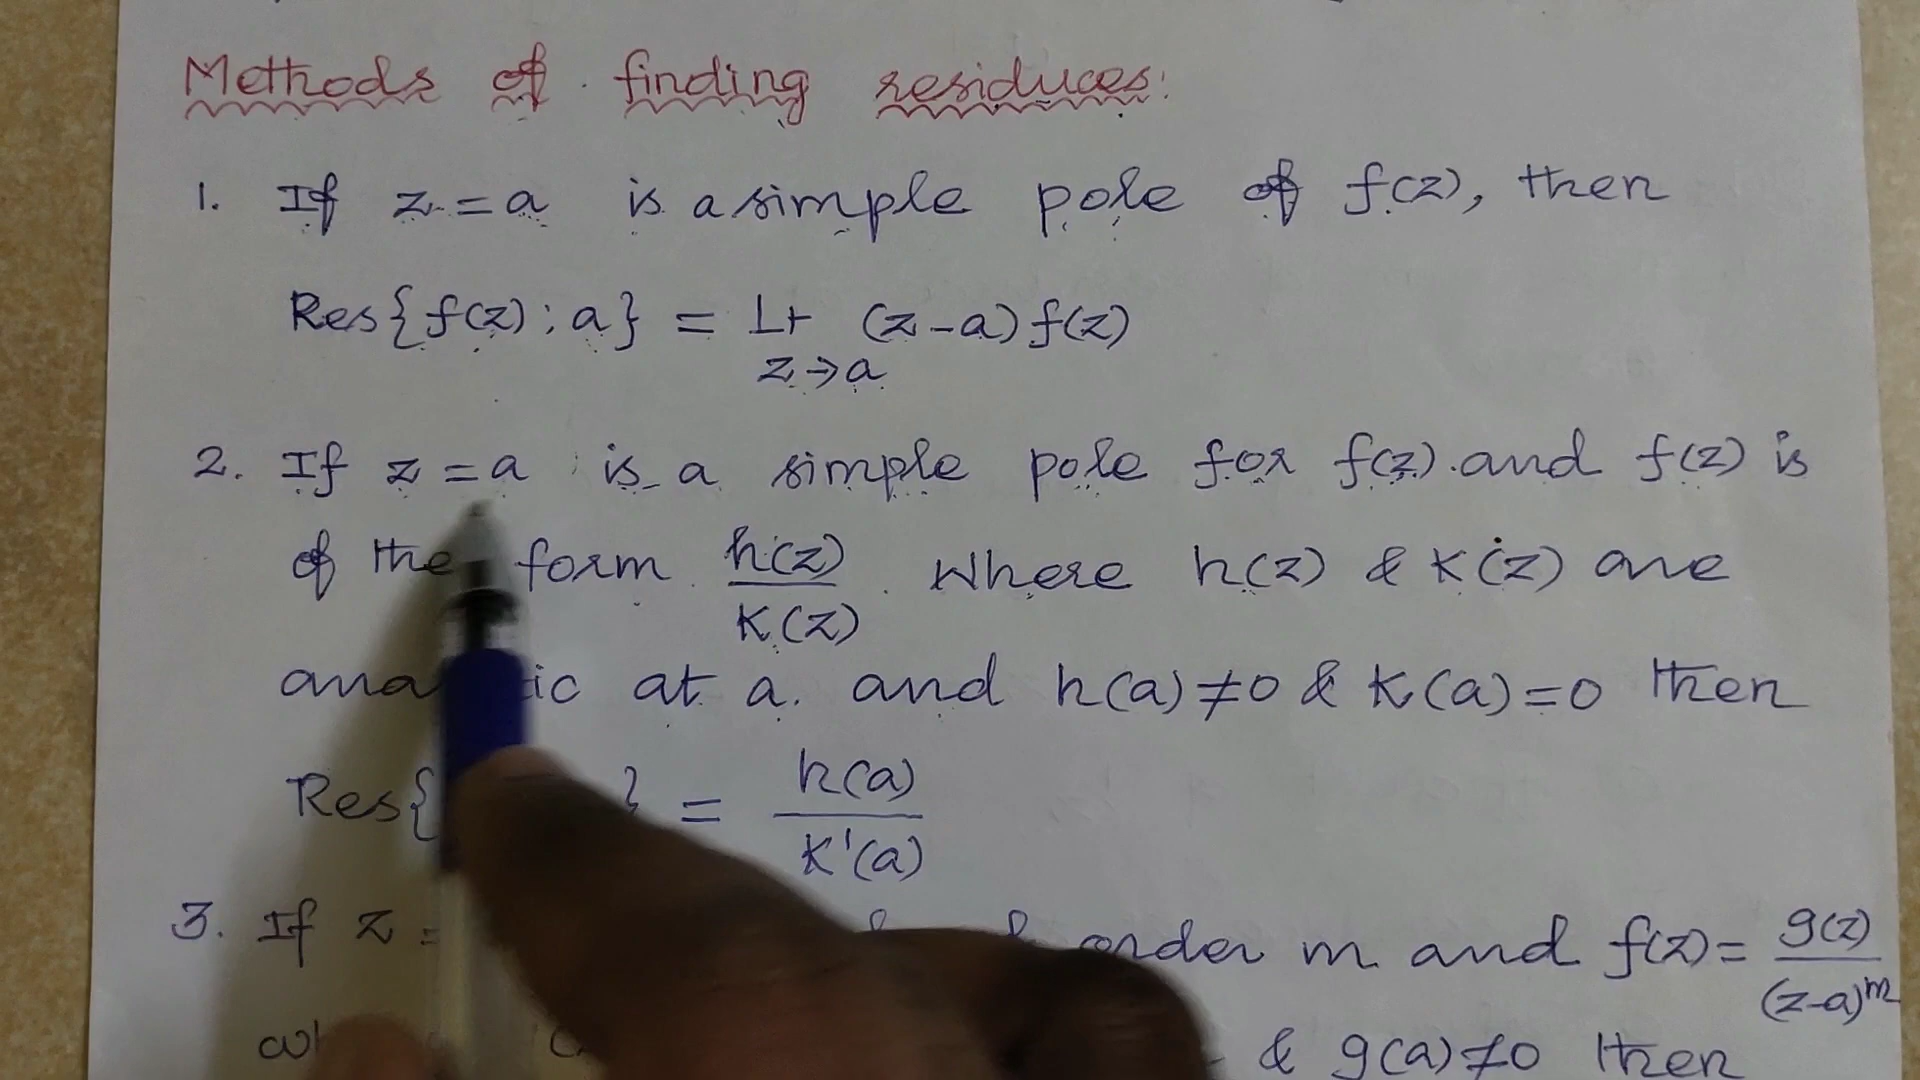 Methods of finding residues:
1. If z = a is a simple pole of f(z), then
Res{f(z); a} = Lt (z-a) f(z)
z→a
2. If z = a is a simple pole for f(z) and f(z) is
of the form h(z)/K(z). Where h(z) & K(z) are
at a. and h(a)≠0 & K(a)=0 then
Res{ } = h(a)/K'(a)
3. If z = order m and f(z) = g(z)/(z-a)^m
& g(a)≠0 then